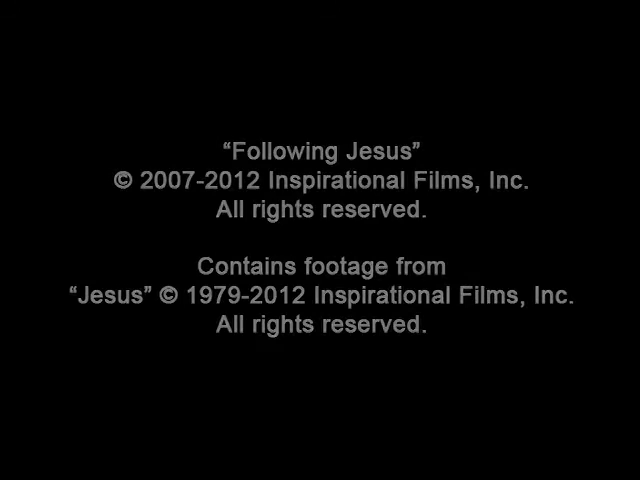 “Following Jesus”
© 2007-2012 Inspirational Films, Inc.
All rights reserved.
Contains footage from
“Jesus” © 1979-2012 Inspirational Films, Inc.
All rights reserved.